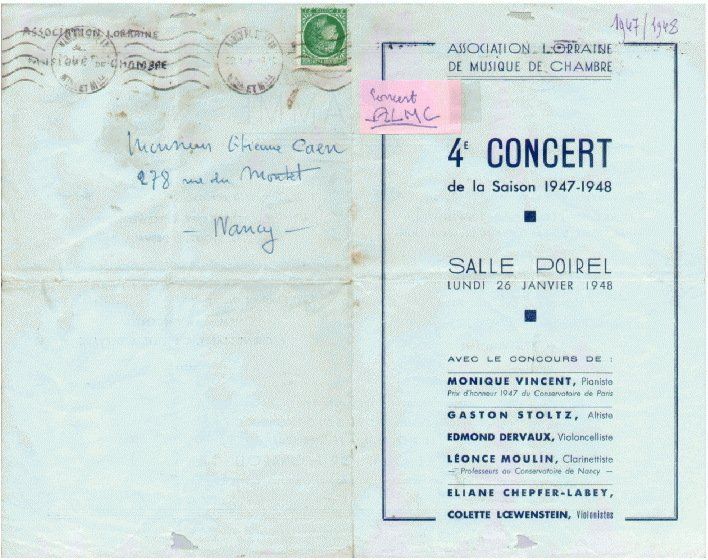 ASSOCIATION LORRAINE
MUSIQUE DE CHAMBRE
Monsieur Etienne Caen
278 rue du Montet
- Nancy -
1947/1948
ASSOCIATION LORRAINE
DE MUSIQUE DE CHAMBRE
Concert
ALMC
4E CONCERT
de la Saison 1947-1948
SALLE POIREL
LUNDI 26 JANVIER 1948
AVEC LE CONCOURS DE :
MONIQUE VINCENT, Pianiste
Prix d'honneur 1947 du Conservatoire de Paris
GASTON STOLTZ, Altiste
EDMOND DERVAUX, Violoncelliste
LÉONCE MOULIN, Clarinettiste
— Professeurs au Conservatoire de Nancy —
ELIANE CHEPFER-LABEY,
COLETTE LŒWENSTEIN, Violonistes